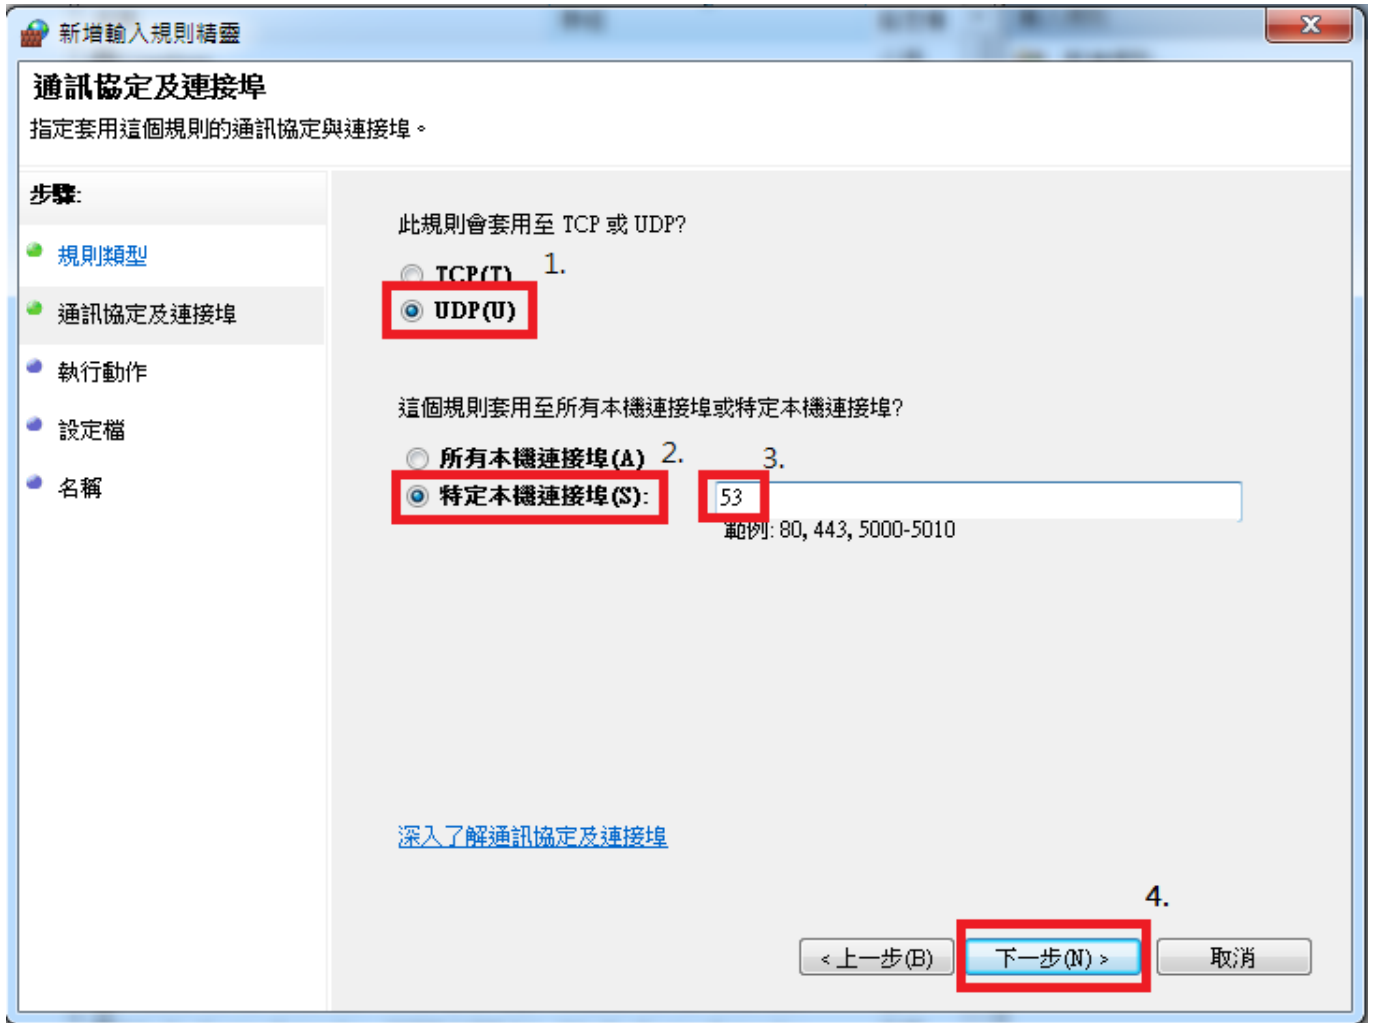 新增輸入規則精靈
通訊協定及連接埠
指定套用這個規則的通訊協定與連接埠。
步驟:
規則類型
通訊協定及連接埠
執行動作
設定檔
名稱
此規則會套用至 TCP 或 UDP?
1.
TCP(T)
UDP(U)
這個規則套用至所有本機連接埠或特定本機連接埠?
所有本機連接埠(A)
2.
3.
特定本機連接埠(S):
53
範例: 80, 443, 5000-5010
深入了解通訊協定及連接埠
4.
<上一步(B)
下一步(N) >
取消